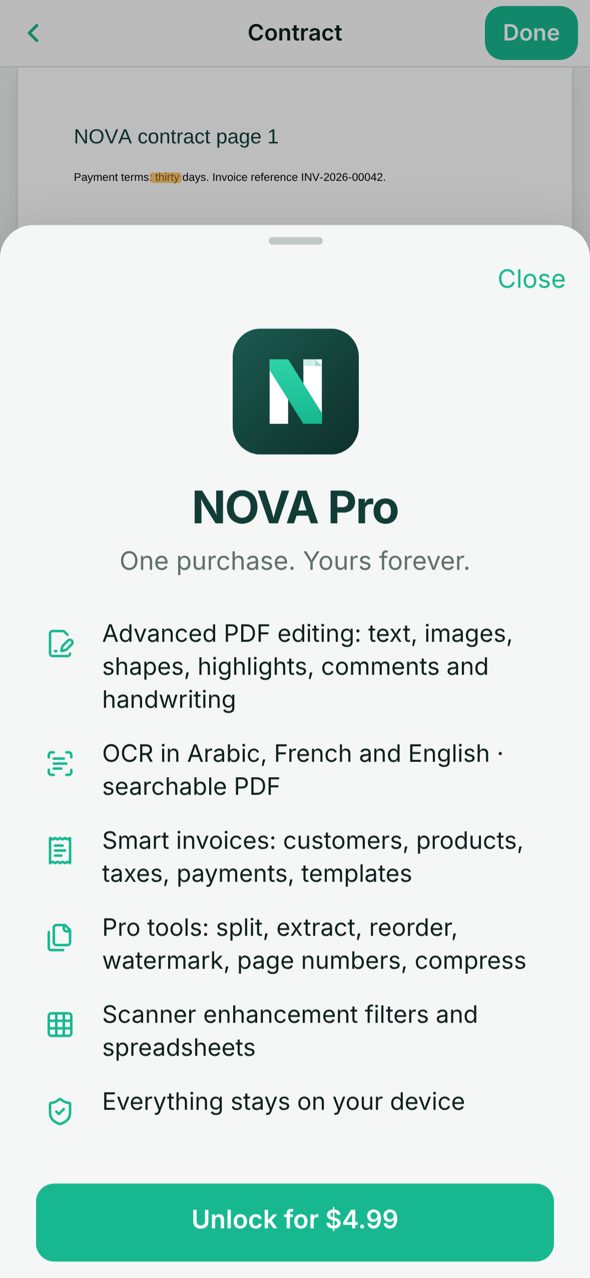 Contract
Done
NOVA contract page 1
Payment terms: thirty days. Invoice reference INV-2026-00042.
Close
N
NOVA Pro
One purchase. Yours forever.
Advanced PDF editing: text, images,
shapes, highlights, comments and
handwriting
OCR in Arabic, French and English ·
searchable PDF
Smart invoices: customers, products,
taxes, payments, templates
Pro tools: split, extract, reorder,
watermark, page numbers, compress
Scanner enhancement filters and
spreadsheets
Everything stays on your device
Unlock for $4.99